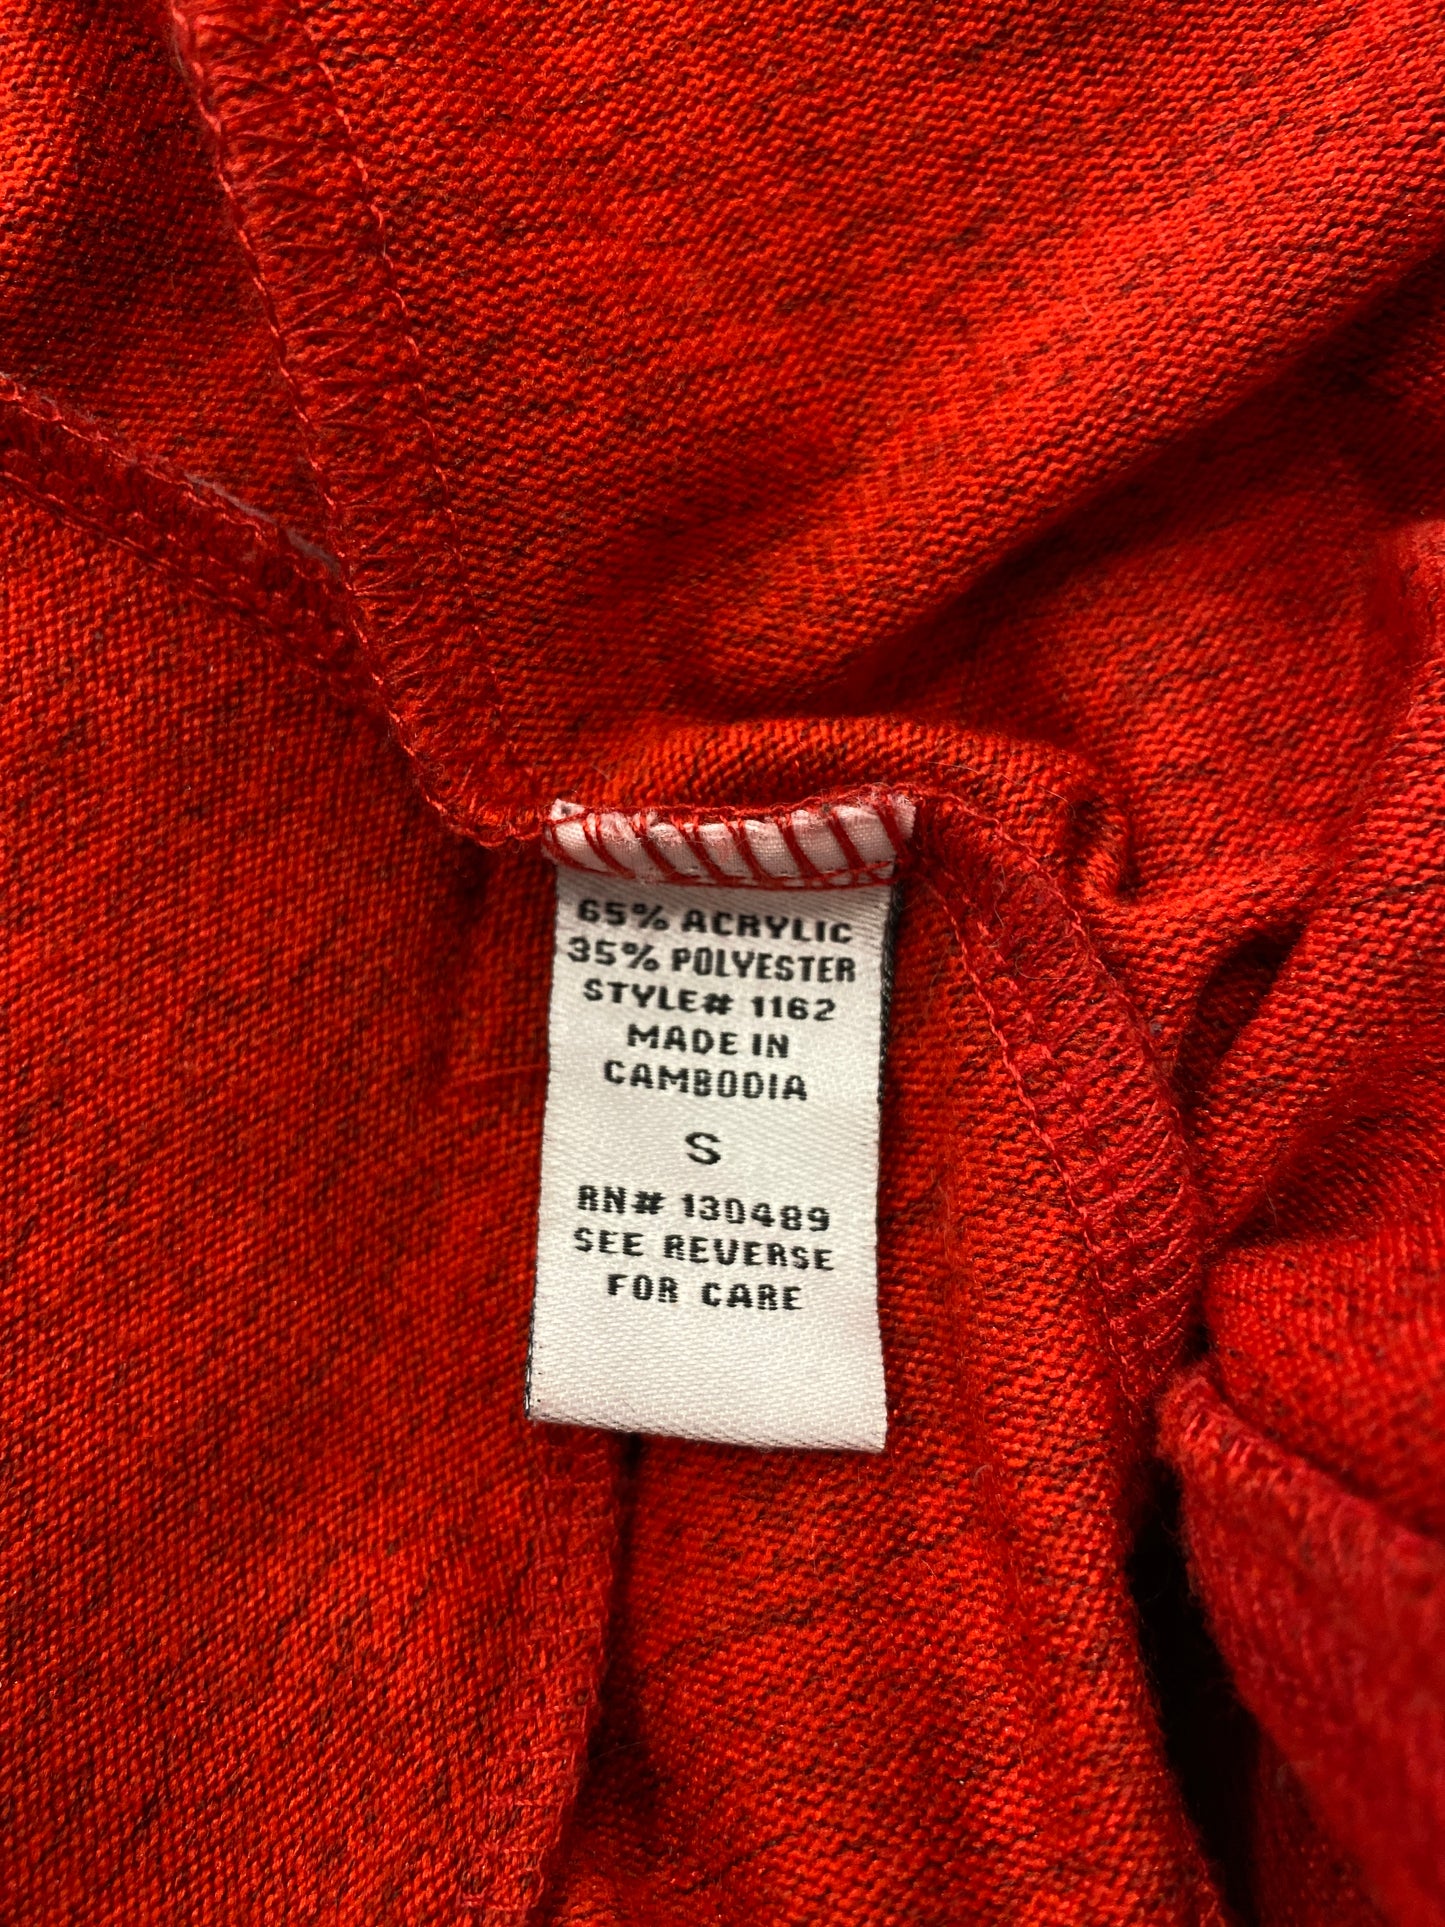 65% ACRYLIC
35% POLYESTER
STYLE# 1162
MADE IN
CAMBODIA
S
RN# 130489
SEE REVERSE
FOR CARE